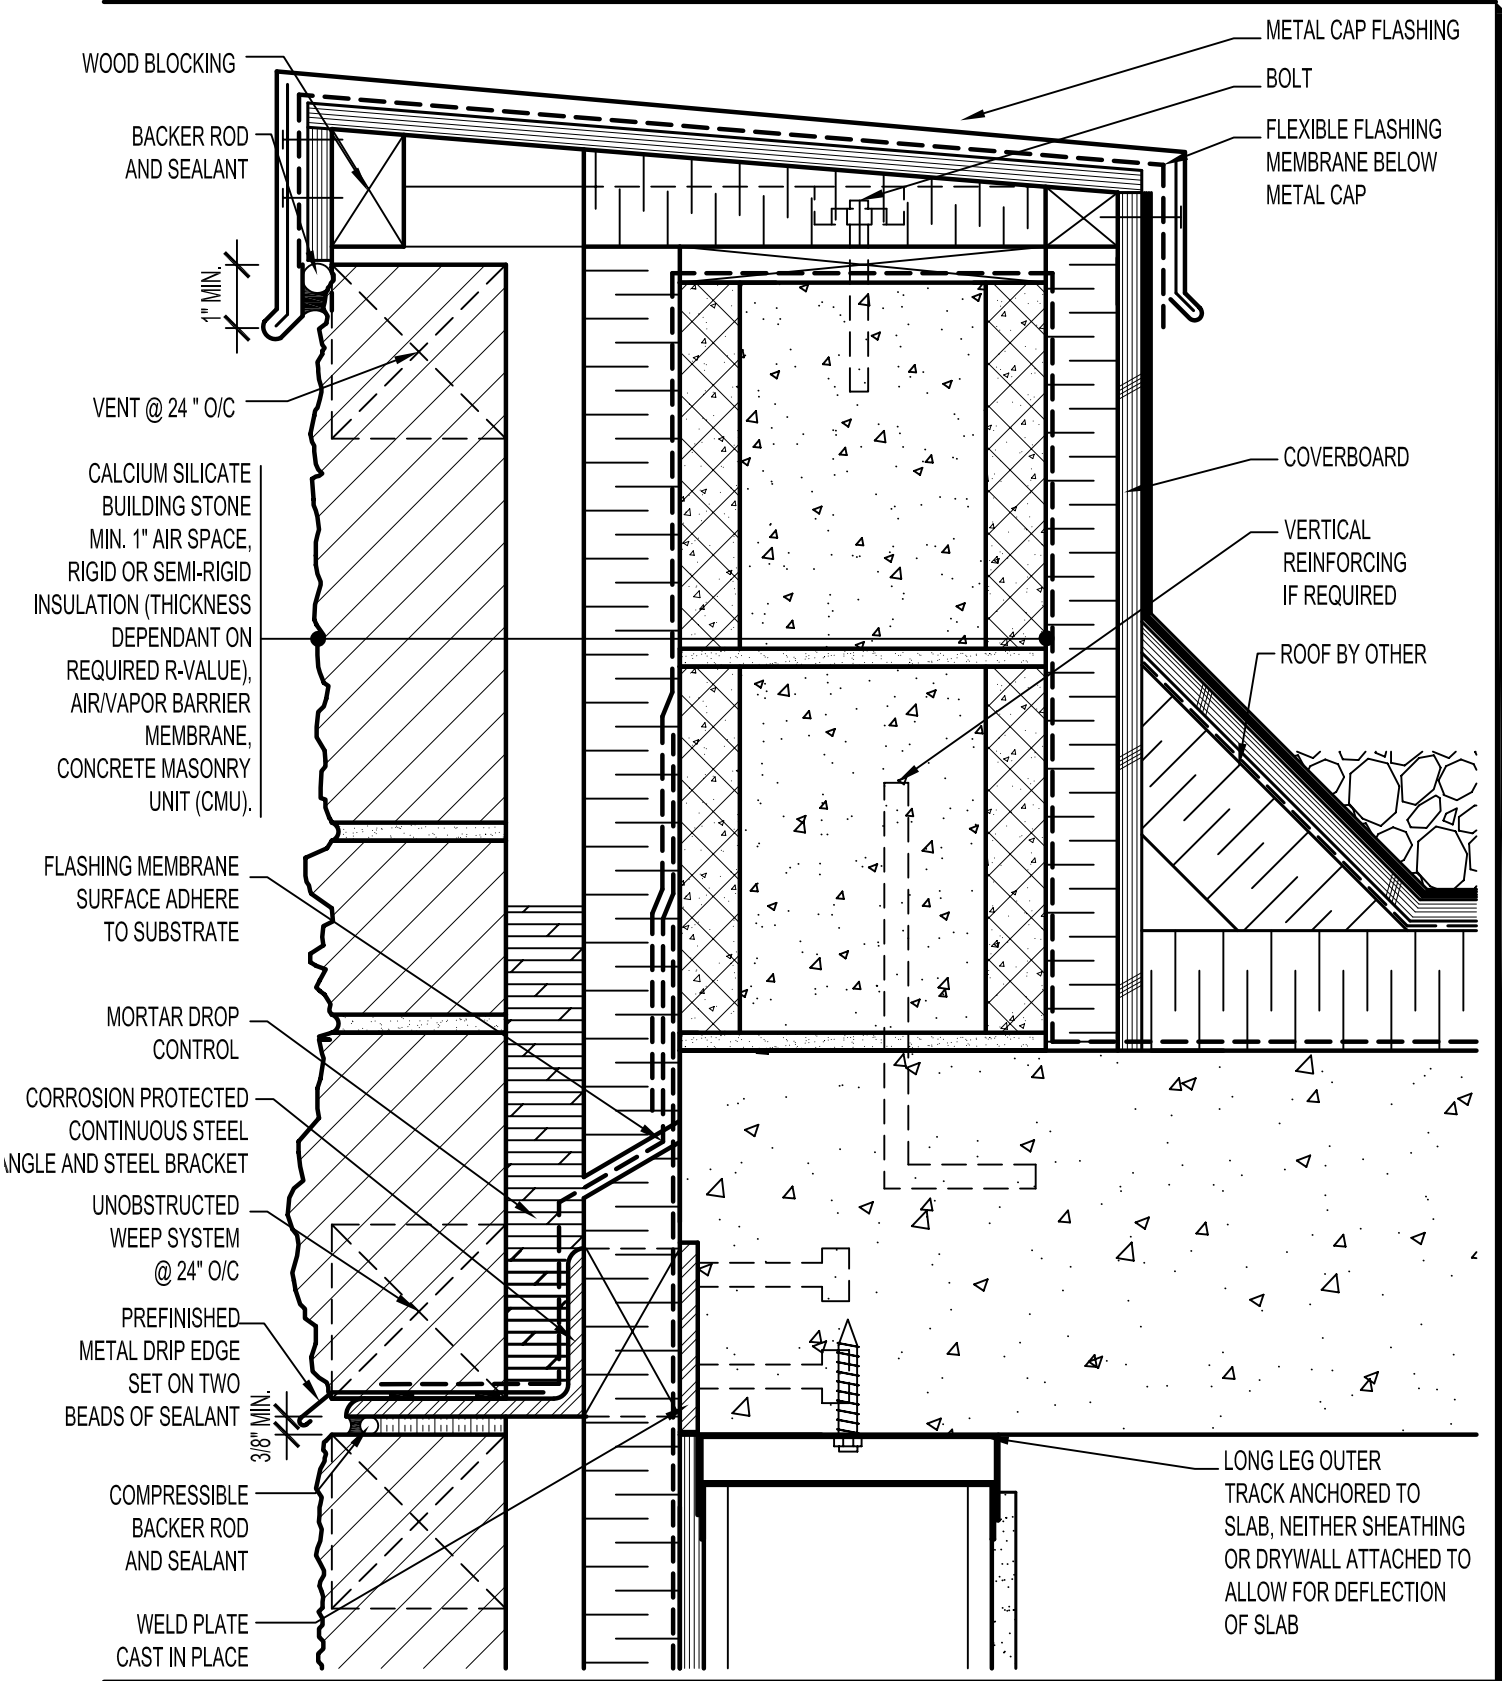 WOOD BLOCKING
BACKER ROD
AND SEALANT
1" MIN.
VENT @ 24 " O/C
CALCIUM SILICATE
BUILDING STONE
MIN. 1" AIR SPACE,
RIGID OR SEMI-RIGID
INSULATION (THICKNESS
DEPENDANT ON
REQUIRED R-VALUE),
AIR/VAPOR BARRIER
MEMBRANE,
CONCRETE MASONRY
UNIT (CMU).
FLASHING MEMBRANE
SURFACE ADHERE
TO SUBSTRATE
MORTAR DROP
CONTROL
CORROSION PROTECTED
CONTINUOUS STEEL
ANGLE AND STEEL BRACKET
UNOBSTRUCTED
WEEP SYSTEM
@ 24" O/C
PREFINISHED
METAL DRIP EDGE
SET ON TWO
BEADS OF SEALANT
3/8" MIN.
COMPRESSIBLE
BACKER ROD
AND SEALANT
WELD PLATE
CAST IN PLACE
METAL CAP FLASHING
BOLT
FLEXIBLE FLASHING
MEMBRANE BELOW
METAL CAP
COVERBOARD
VERTICAL
REINFORCING
IF REQUIRED
ROOF BY OTHER
LONG LEG OUTER
TRACK ANCHORED TO
SLAB, NEITHER SHEATHING
OR DRYWALL ATTACHED TO
ALLOW FOR DEFLECTION
OF SLAB